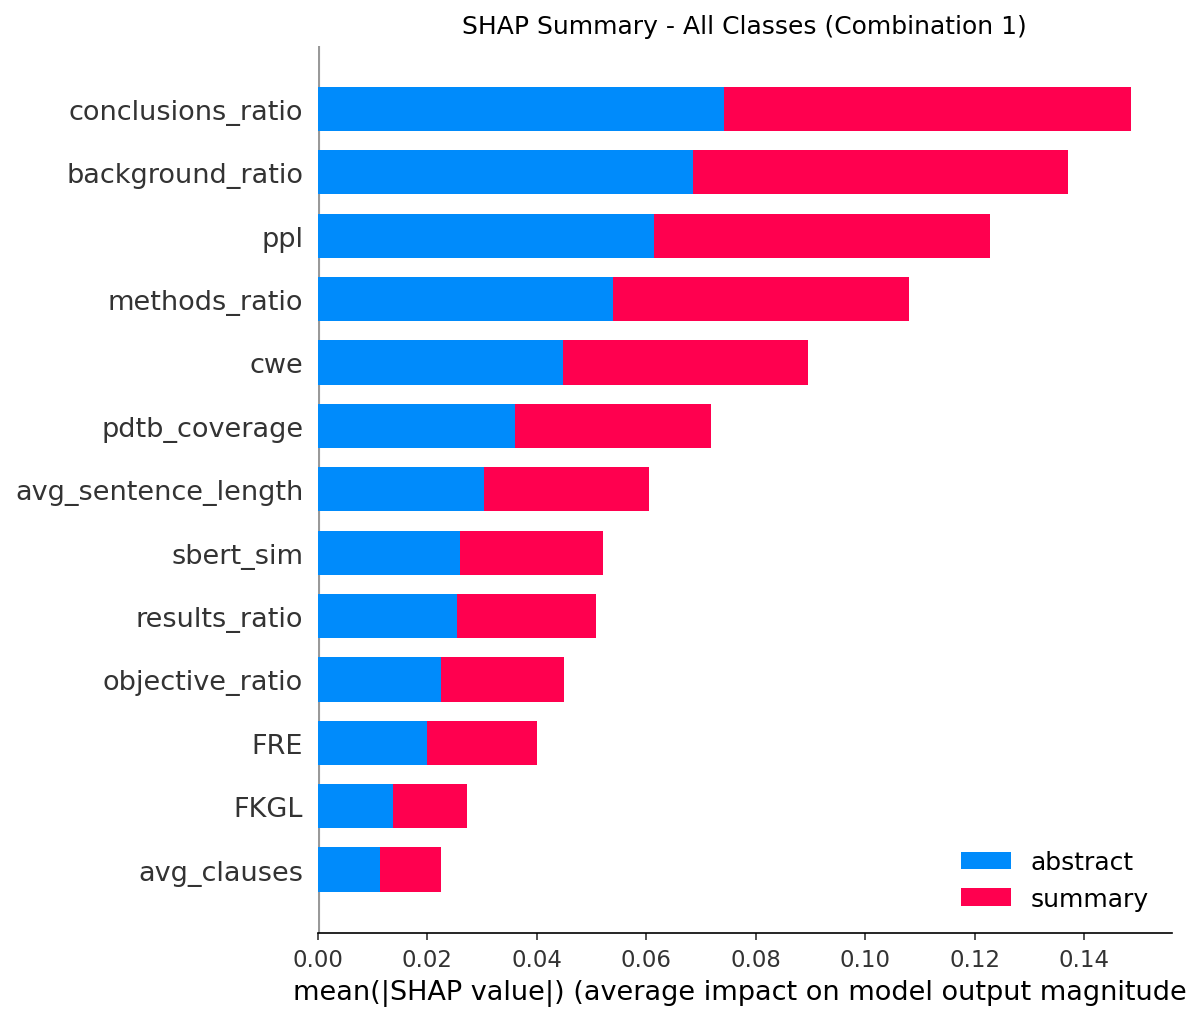 SHAP Summary - All Classes (Combination 1)
conclusions_ratio
background_ratio
ppl
methods_ratio
cwe
pdtb_coverage
avg_sentence_length
sbert_sim
results_ratio
objective_ratio
FRE
FKGL
avg_clauses
abstract
summary
0.00 0.02 0.04 0.06 0.08 0.10 0.12 0.14
mean(|SHAP value|) (average impact on model output magnitude